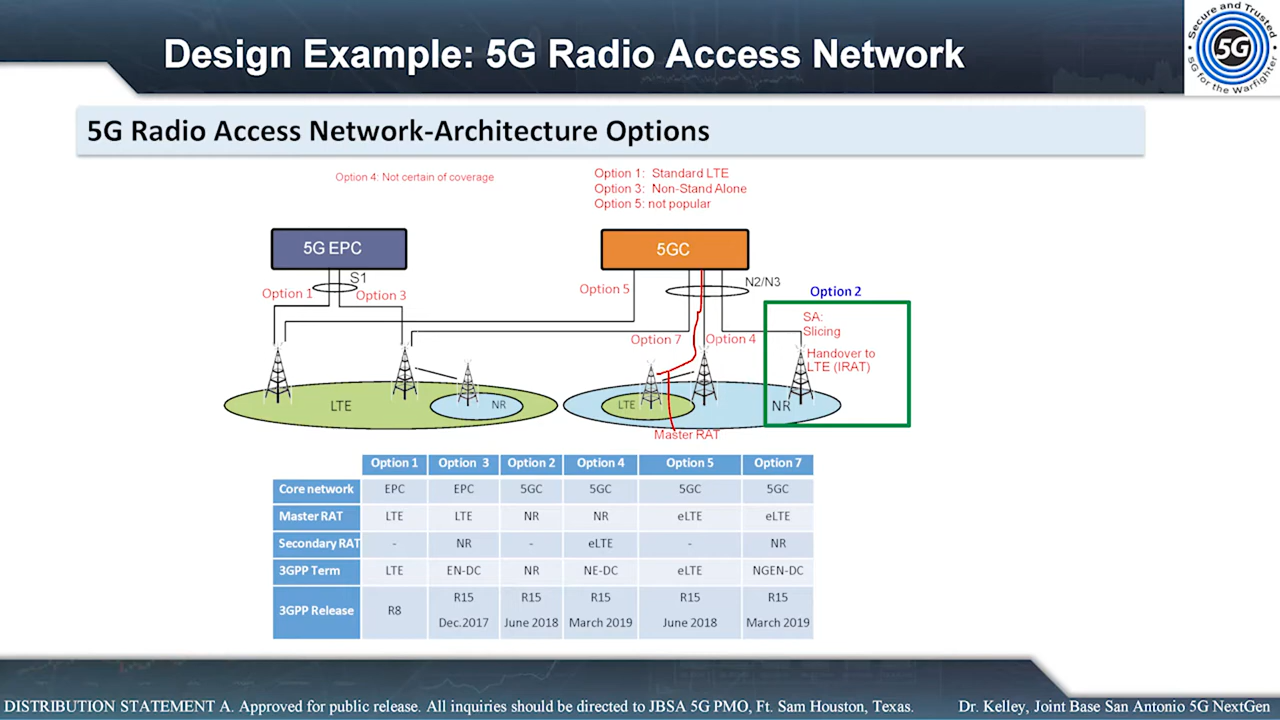 Design Example: 5G Radio Access Network
Secure and Trusted
5G
5G for the Warfighter
5G Radio Access Network-Architecture Options
Option 4: Not certain of coverage
Option 1: Standard LTE
Option 3: Non-Stand Alone
Option 5: not popular
5G EPC
5GC
S1
N2/N3
Option 1
Option 3
Option 5
Option 2
SA:
Slicing
Option 7
Option 4
Handover to
LTE (IRAT)
LTE
NR
LTE
NR
Master RAT
Option 1 Option 3 Option 2 Option 4 Option 5 Option 7
Core network EPC EPC 5GC 5GC 5GC 5GC
Master RAT LTE LTE NR NR eLTE eLTE
Secondary RAT - NR - eLTE - NR
3GPP Term LTE EN-DC NR NE-DC eLTE NGEN-DC
3GPP Release R8 R15 R15 R15 R15 R15
Dec.2017 June 2018 March 2019 June 2018 March 2019
DISTRIBUTION STATEMENT A. Approved for public release. All inquiries should be directed to JBSA 5G PMO, Ft. Sam Houston, Texas.
Dr. Kelley, Joint Base San Antonio 5G NextGen